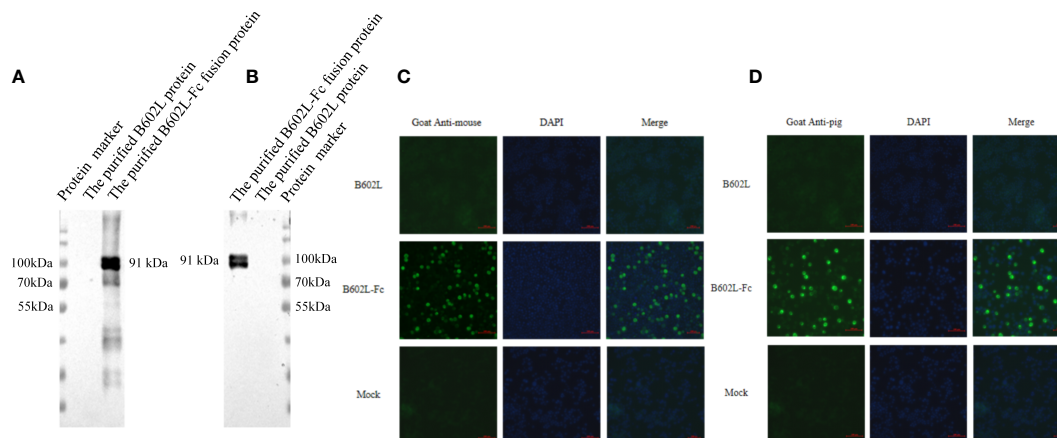 A
Protein marker
The purified B602L protein
The purified B602L-Fc fusion protein
100kDa
70kDa
55kDa
91 kDa
B
The purified B602L-Fc fusion protein
The purified B602L protein
Protein marker
91 kDa
100kDa
70kDa
55kDa
C
Goat Anti-mouse DAPI Merge
B602L
B602L-Fc
Mock
D
Goat Anti-pig DAPI Merge
B602L
B602L-Fc
Mock